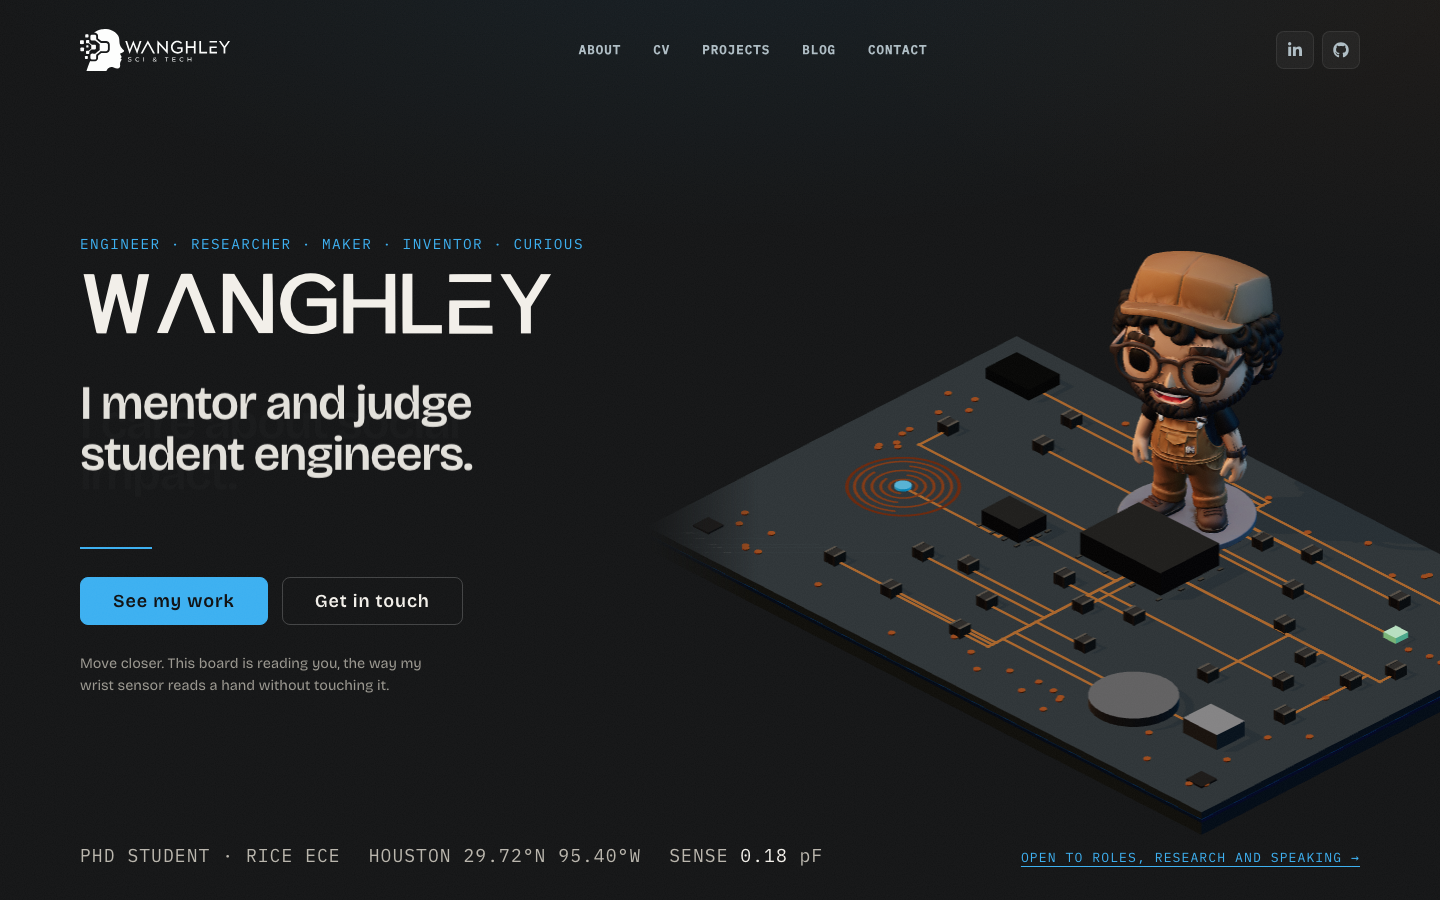 WANGHLEY
SCI & TECH
ABOUT CV PROJECTS BLOG CONTACT
in
ENGINEER · RESEARCHER · MAKER · INVENTOR · CURIOUS
WANGHLEY
I mentor and judge
student engineers.
impact.
See my work Get in touch
Move closer. This board is reading you, the way my
wrist sensor reads a hand without touching it.
PHD STUDENT · RICE ECE HOUSTON 29.72°N 95.40°W SENSE 0.18 pF
OPEN TO ROLES, RESEARCH AND SPEAKING →